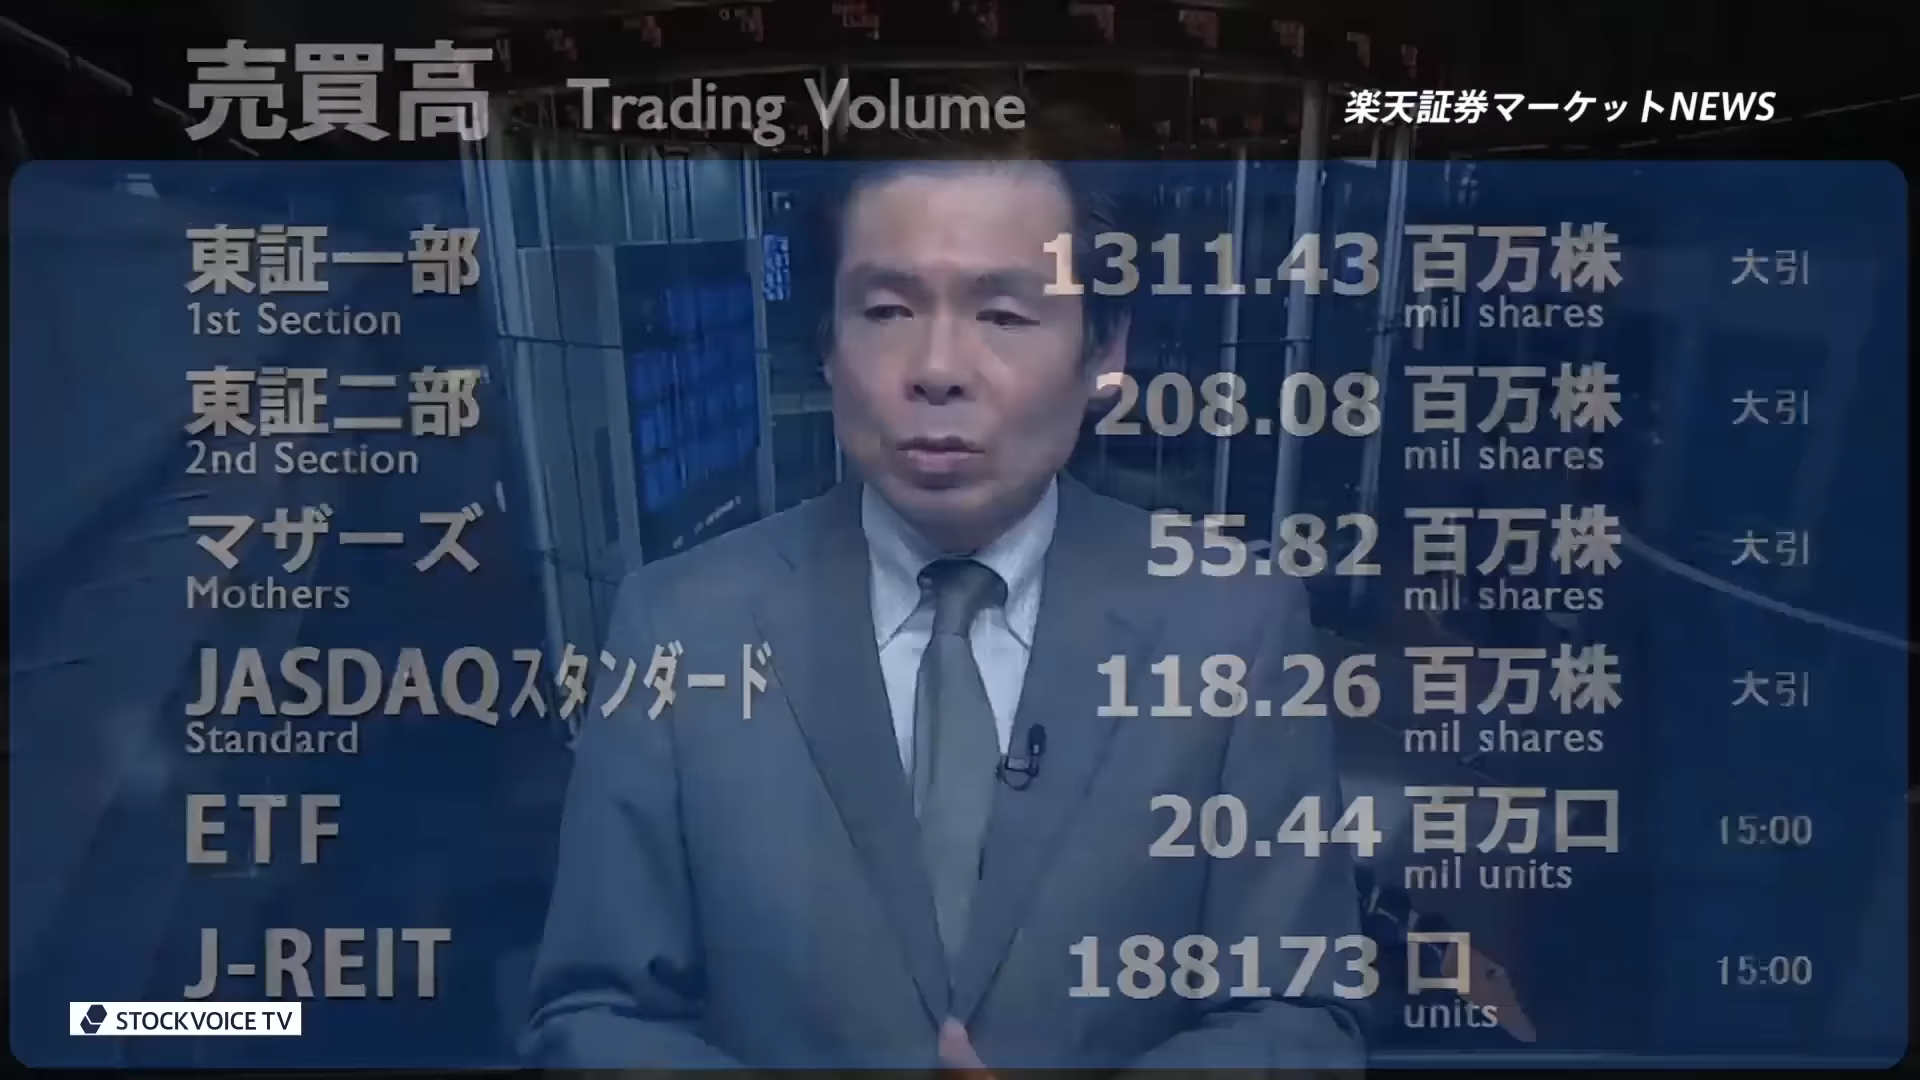 売買高 Trading Volume
楽天証券マーケットNEWS
東証一部 1311.43 百万株 大引
1st Section mil shares
東証二部 208.08 百万株 大引
2nd Section mil shares
マザーズ 55.82 百万株 大引
Mothers mil shares
JASDAQスタンダード 118.26 百万株 大引
Standard mil shares
ETF 20.44 百万口 15:00
mil units
J-REIT 188173 口 15:00
units
STOCKVOICE TV